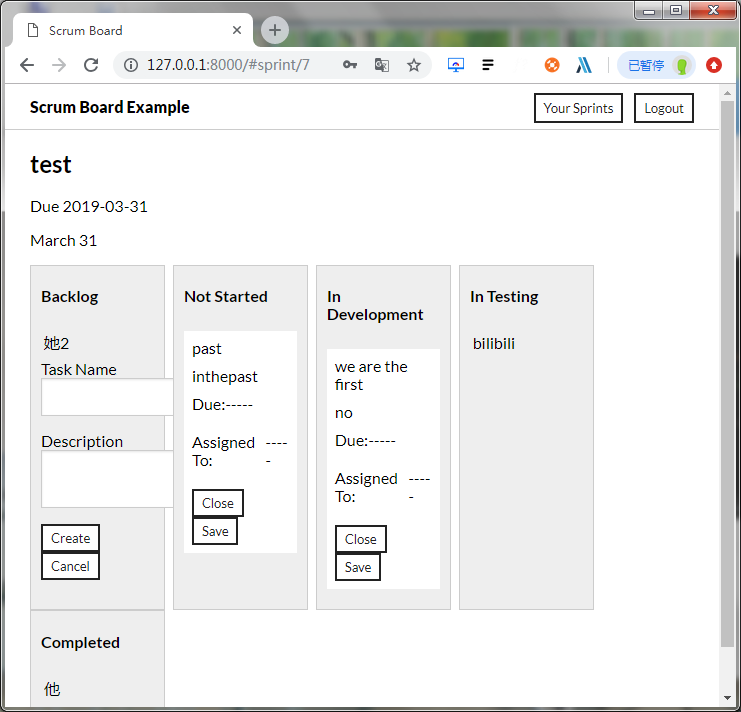 Scrum Board
127.0.0.1:8000/#sprint/7
已暂停
Scrum Board Example
Your Sprints
Logout
test
Due 2019-03-31
March 31
Backlog
她2
Task Name
Description
Create
Cancel
Not Started
past
inthepast
Due:-----
Assigned ----
To: -
Close
Save
In
Development
we are the
first
no
Due:-----
Assigned ----
To: -
Close
Save
In Testing
bilibili
Completed
他